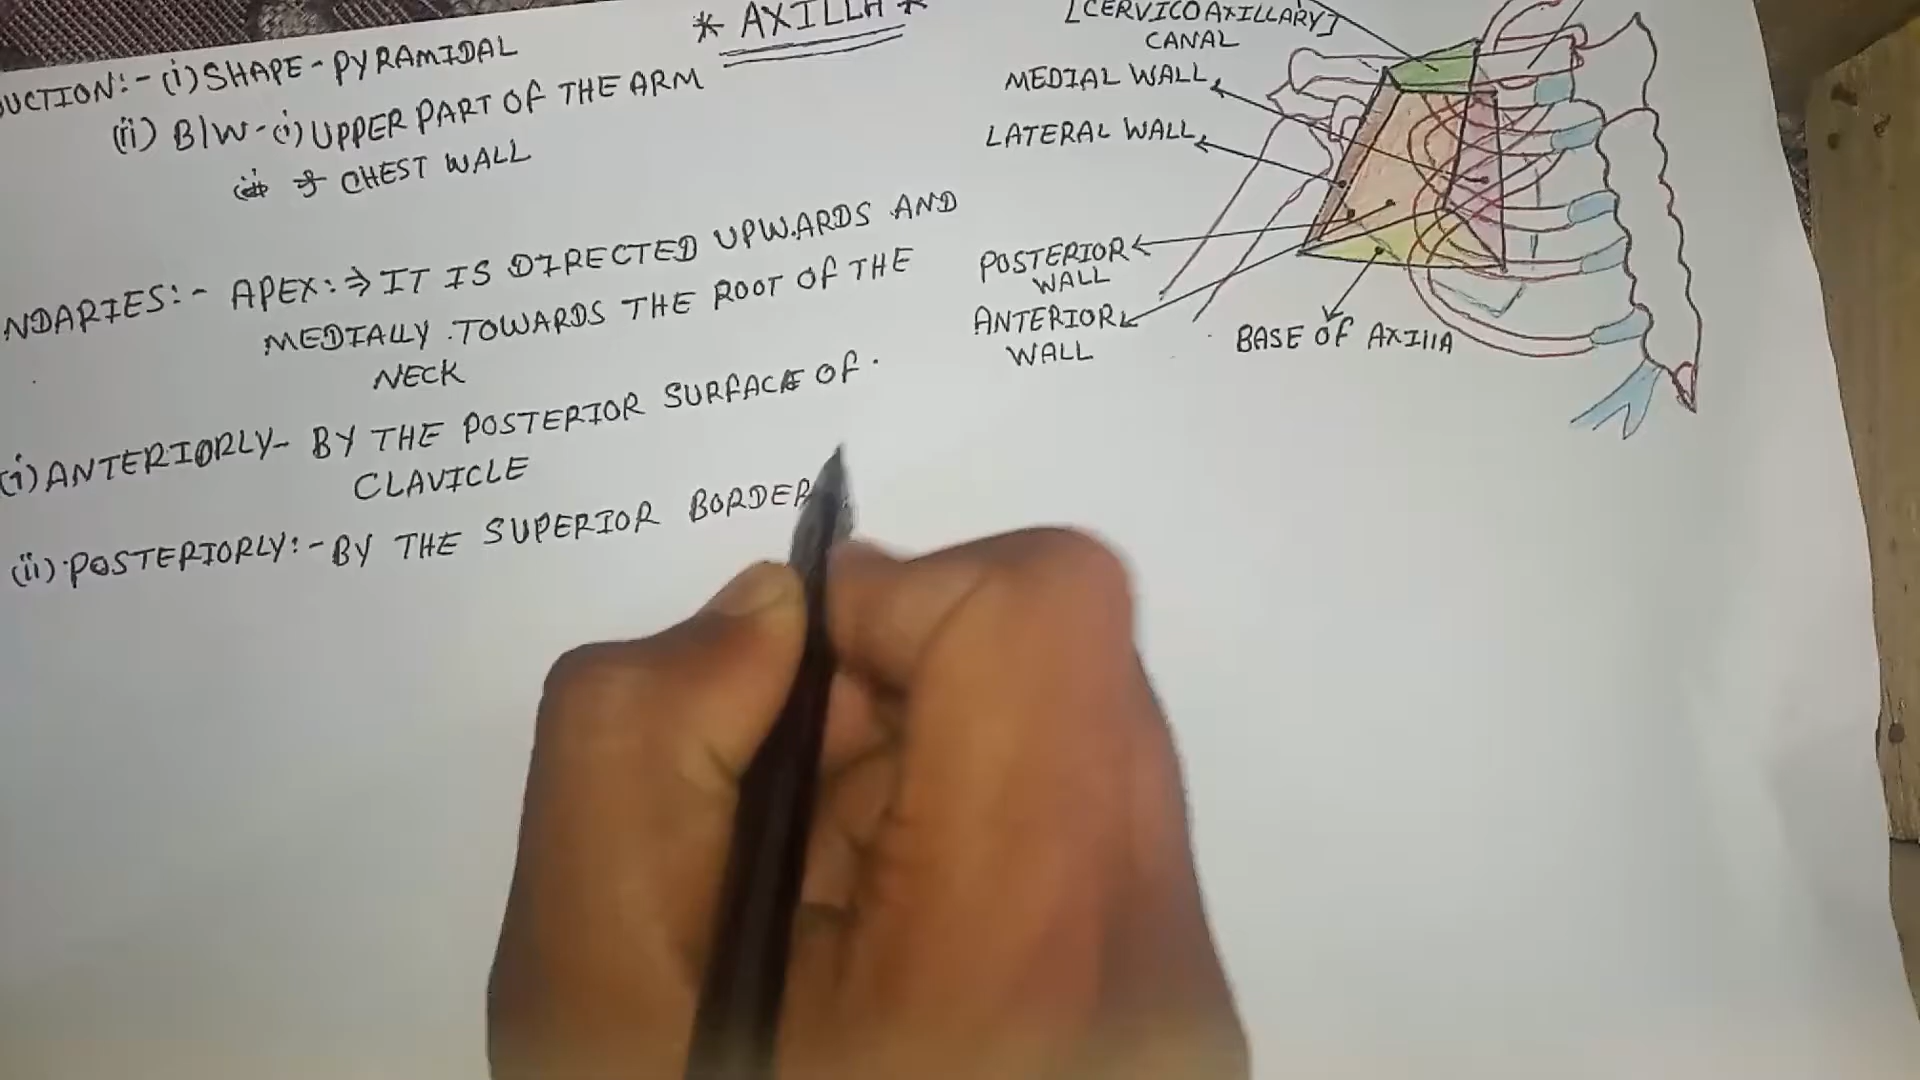 * AXILLA *
UCTION:- (i) SHAPE - PYRAMIDAL
(ii) B/W - (i) UPPER PART OF THE ARM
CHEST WALL
NDARIES:- APEX:⇒ IT IS DIRECTED UPWARDS AND
MEDIALLY TOWARDS THE ROOT OF THE
NECK
(i) ANTERIORLY- BY THE POSTERIOR SURFACE OF
CLAVICLE
(ii) POSTERIORLY:- BY THE SUPERIOR BORDER
[CERVICOAXILLARY]
CANAL
MEDIAL WALL
LATERAL WALL
POSTERIOR
WALL
ANTERIOR
WALL
BASE OF AXIllA